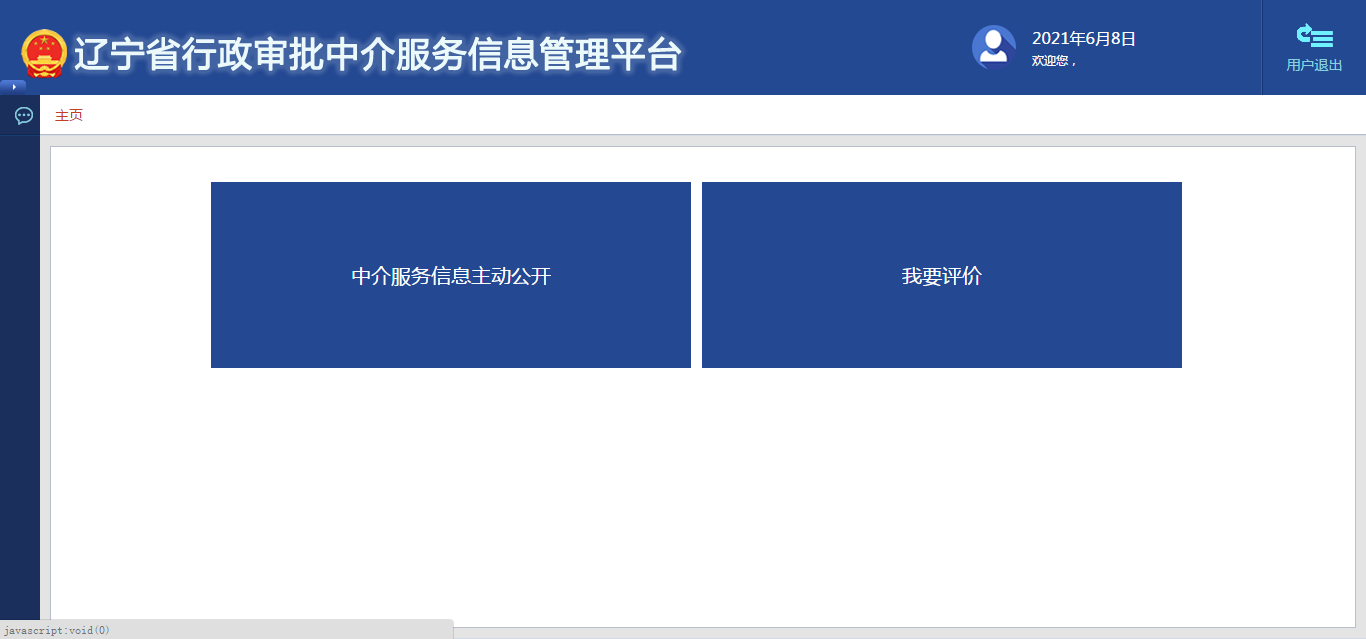 辽宁省行政审批中介服务信息管理平台
2021年6月8日
欢迎您，
用户退出
主页
中介服务信息主动公开
我要评价
javascript:void(0)